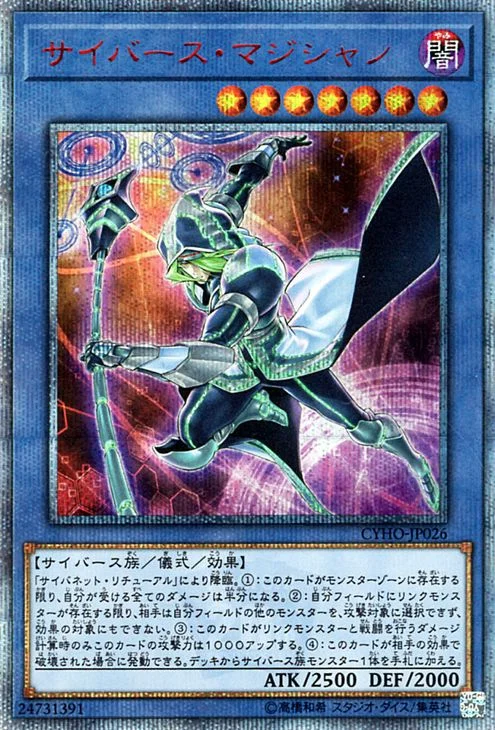 サイバース・マジシャン
闇
CYHO-JP026
【サイバース族/儀式/効果】
「サイバネット・リチューアル」により降臨。①:このカードがモンスターゾーンに存在する
限り、自分が受ける全てのダメージは半分になる。②:自分フィールドにリンクモンス
ターが存在する限り、相手は自分フィールドの他のモンスターを、攻撃対象に選択できず、
効果の対象にもできない。③:このカードがリンクモンスターと戦闘を行うダメージ
計算時のみこのカードの攻撃力は1000アップする。④:このカードが相手の効果で
破壊された場合に発動できる。デッキからサイバース族モンスター1体を手札に加える。
ATK/2500 DEF/2000
24731391 ©高橋和希 スタジオ・ダイス/集英社